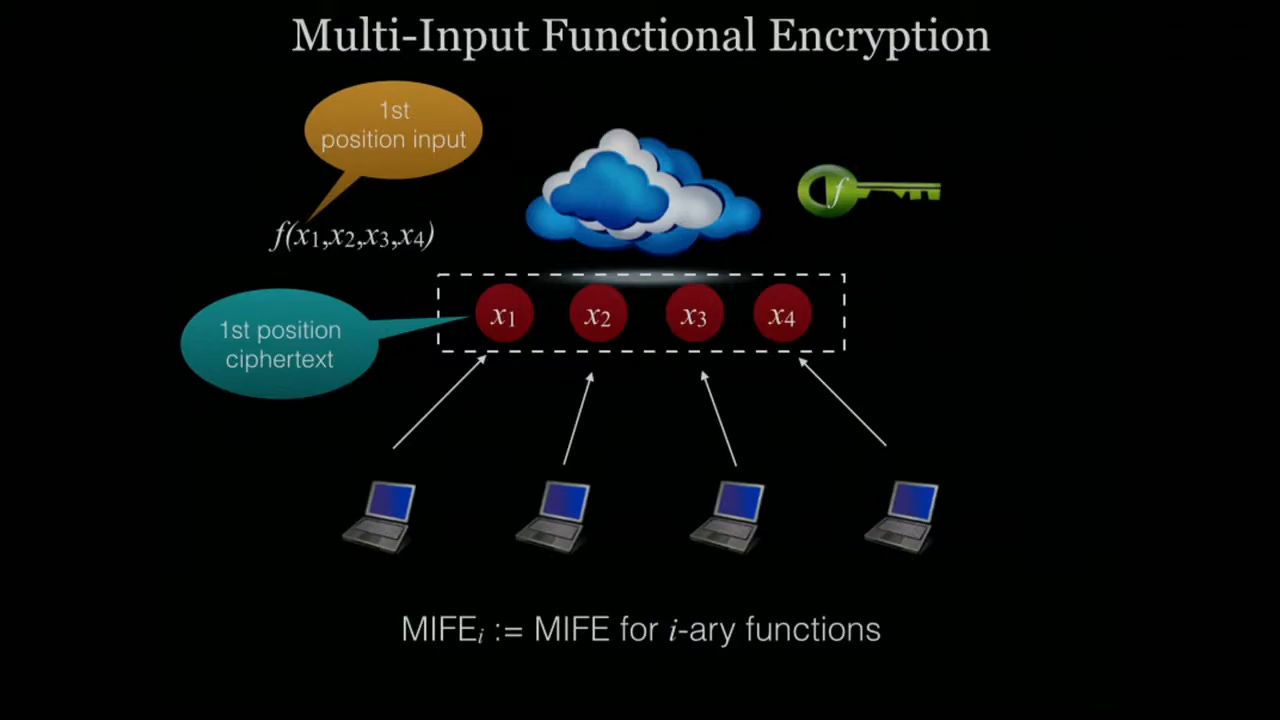 Multi-Input Functional Encryption
1st
position input
f
f(x₁,x₂,x₃,x₄)
1st position
ciphertext
x₁ x₂ x₃ x₄
MIFEᵢ := MIFE for i-ary functions